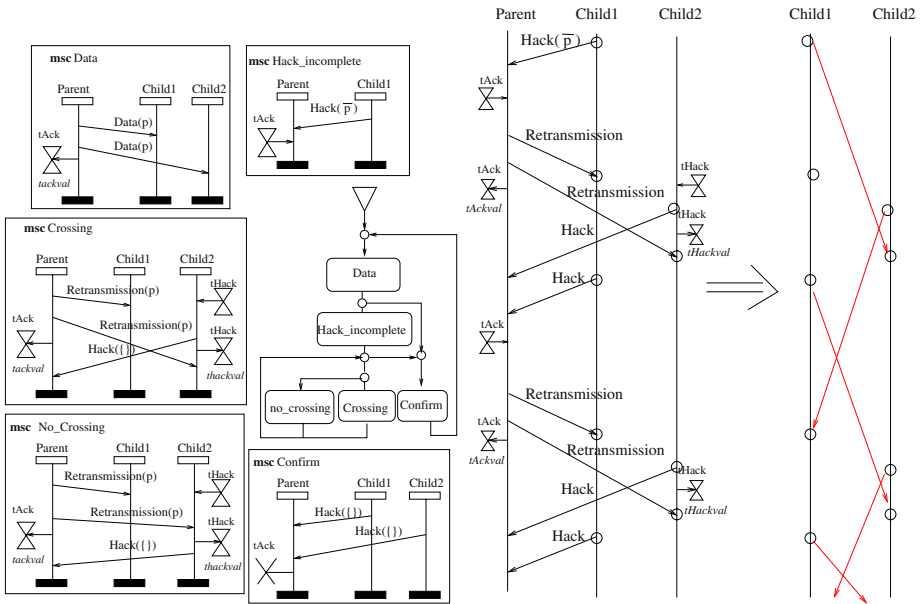 msc Data
Parent Child1 Child2
Data(p)
tAck
Data(p)
tackval
msc Hack_incomplete
Parent Child1
Hack( p̅ )
tAck
msc Crossing
Parent Child1 Child2
Retransmission(p)
tHack
tAck
Retransmission(p)
tHack
Hack({})
tackval
thackval
msc No_Crossing
Parent Child1 Child2
Retransmission(p)
tHack
tAck
Retransmission(p)
tHack
Hack({})
tackval
thackval
Data
Hack_incomplete
no_crossing
Crossing
Confirm
msc Confirm
Parent Child1 Child2
Hack({})
Hack({})
tAck
Parent Child1 Child2
Hack( p̅ )
tAck
Retransmission
tAck
tHack
Retransmission
tAckval
tHack
Hack
tHackval
Hack
tAck
Retransmission
tAck
Retransmission
tAckval
tHack
Hack
tHackval
Hack
Child1 Child2